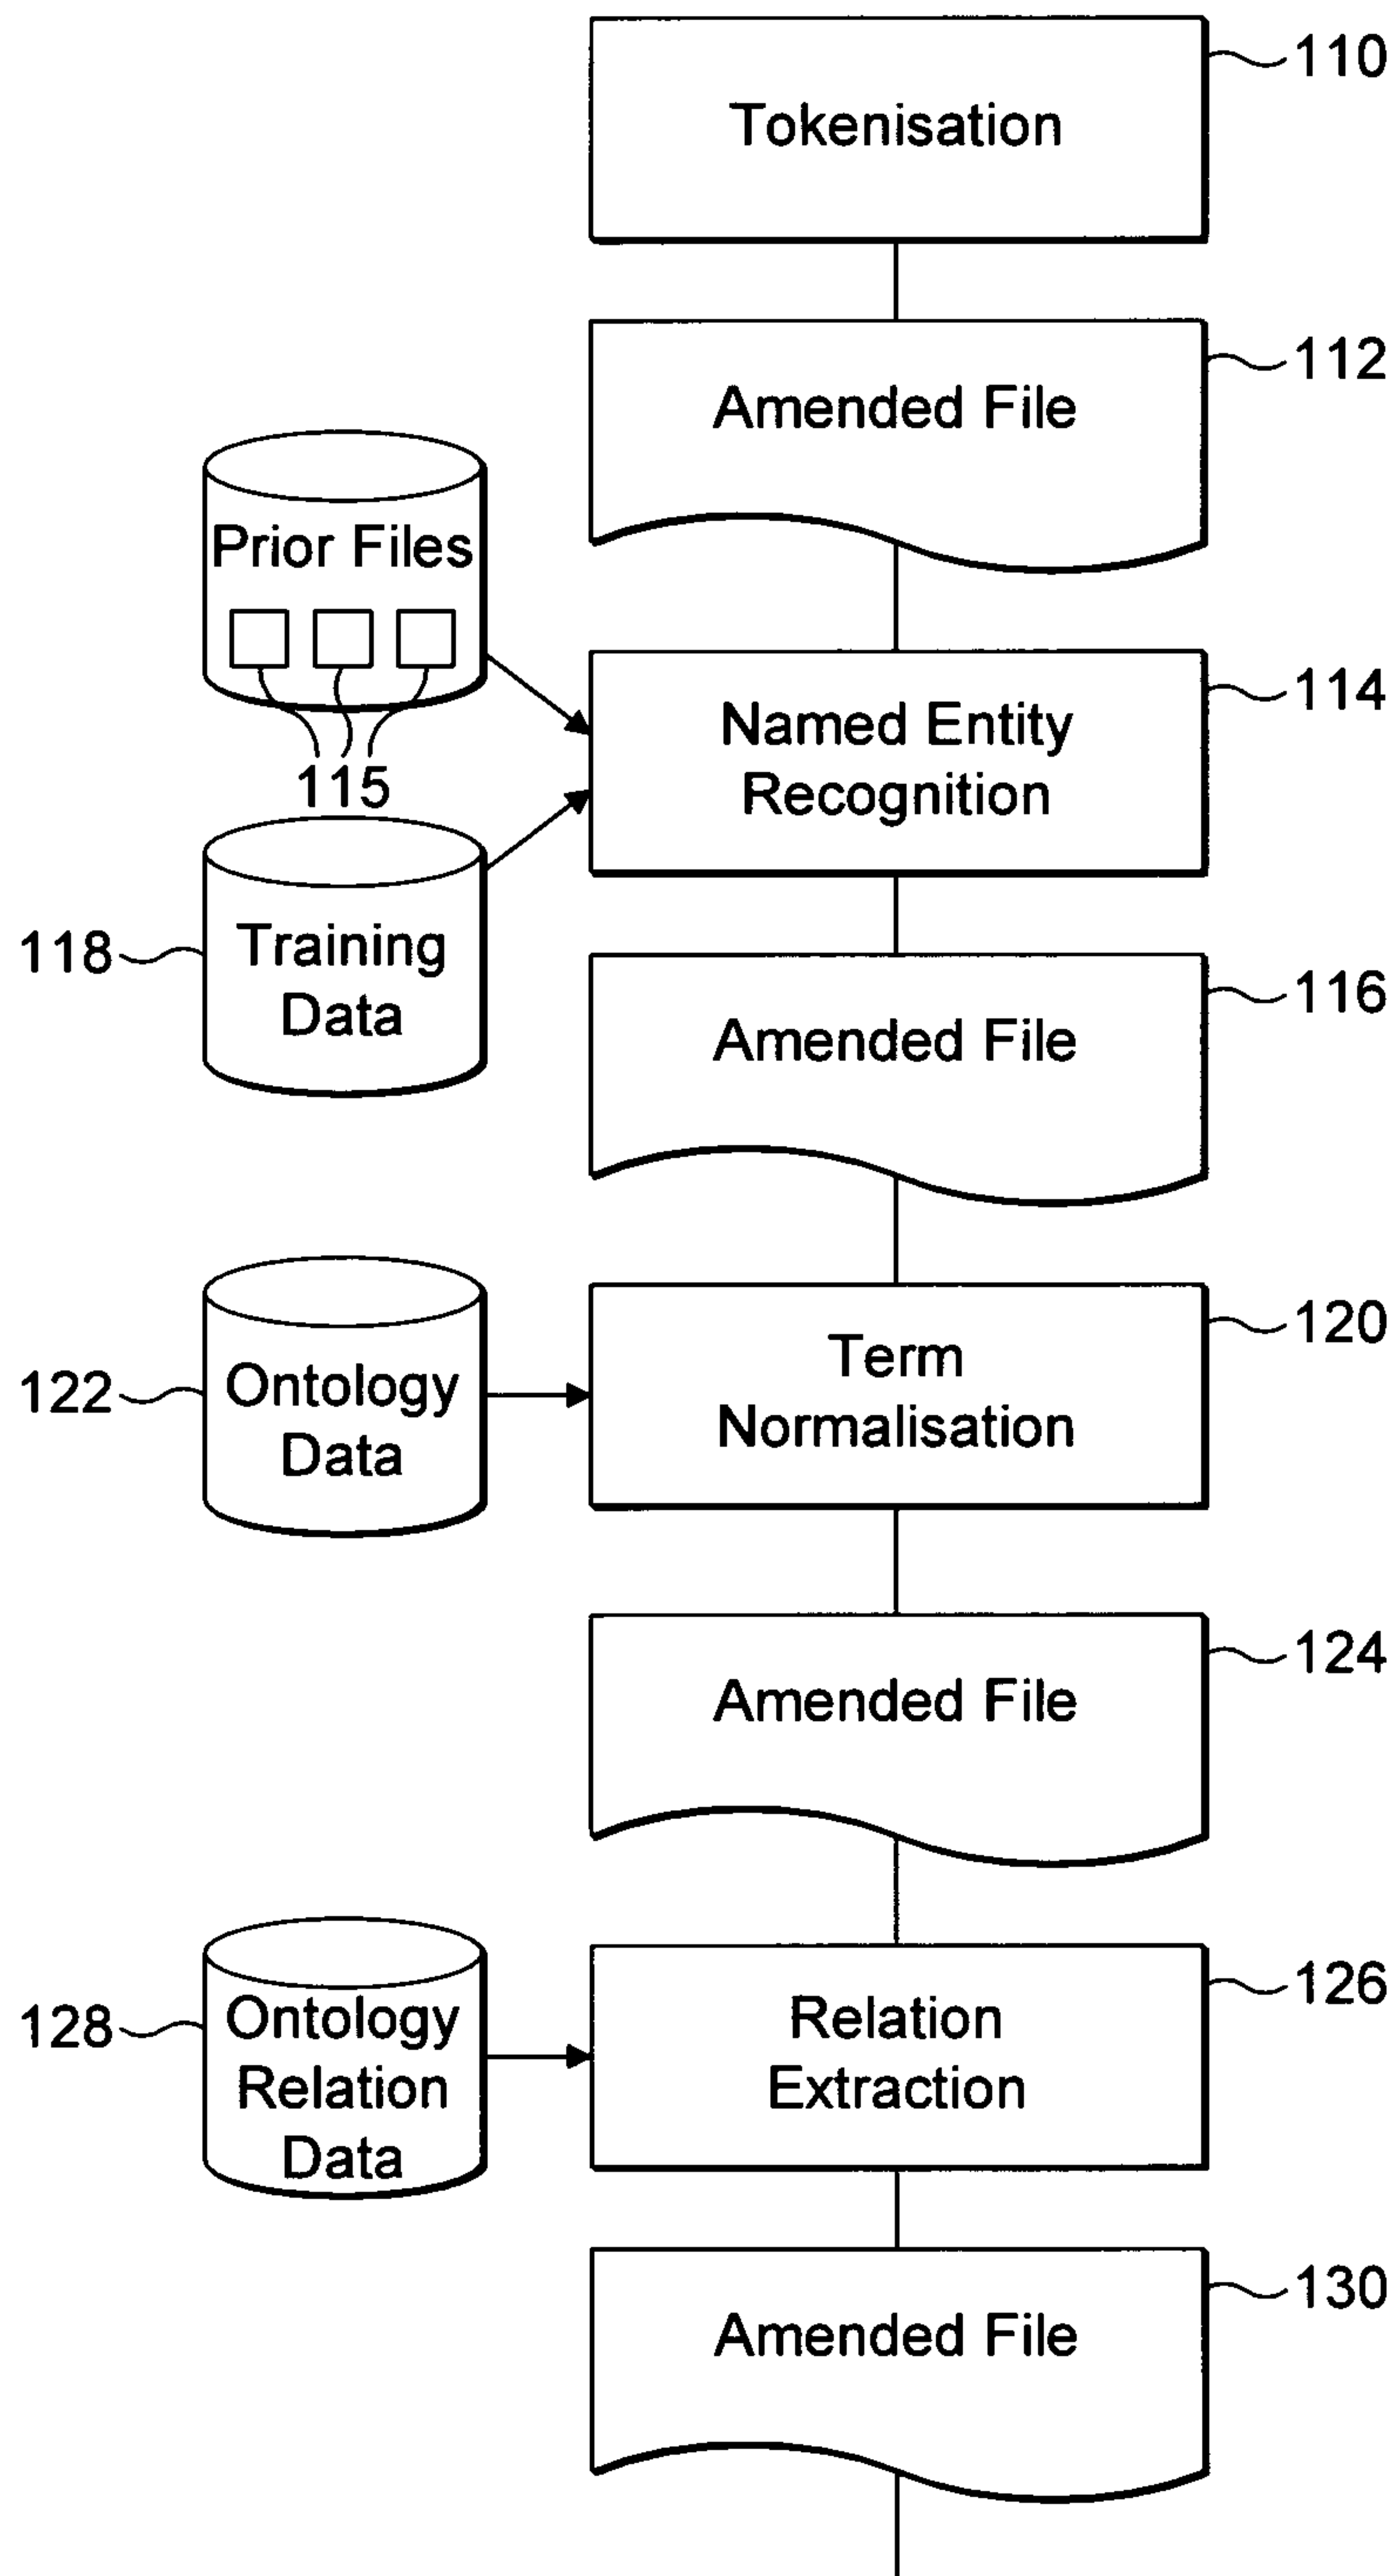 Tokenisation
110
Amended File
112
Prior Files
115
Named Entity
Recognition
114
118
Training
Data
Amended File
116
122
Ontology
Data
Term
Normalisation
120
Amended File
124
128
Ontology
Relation
Data
Relation
Extraction
126
Amended File
130